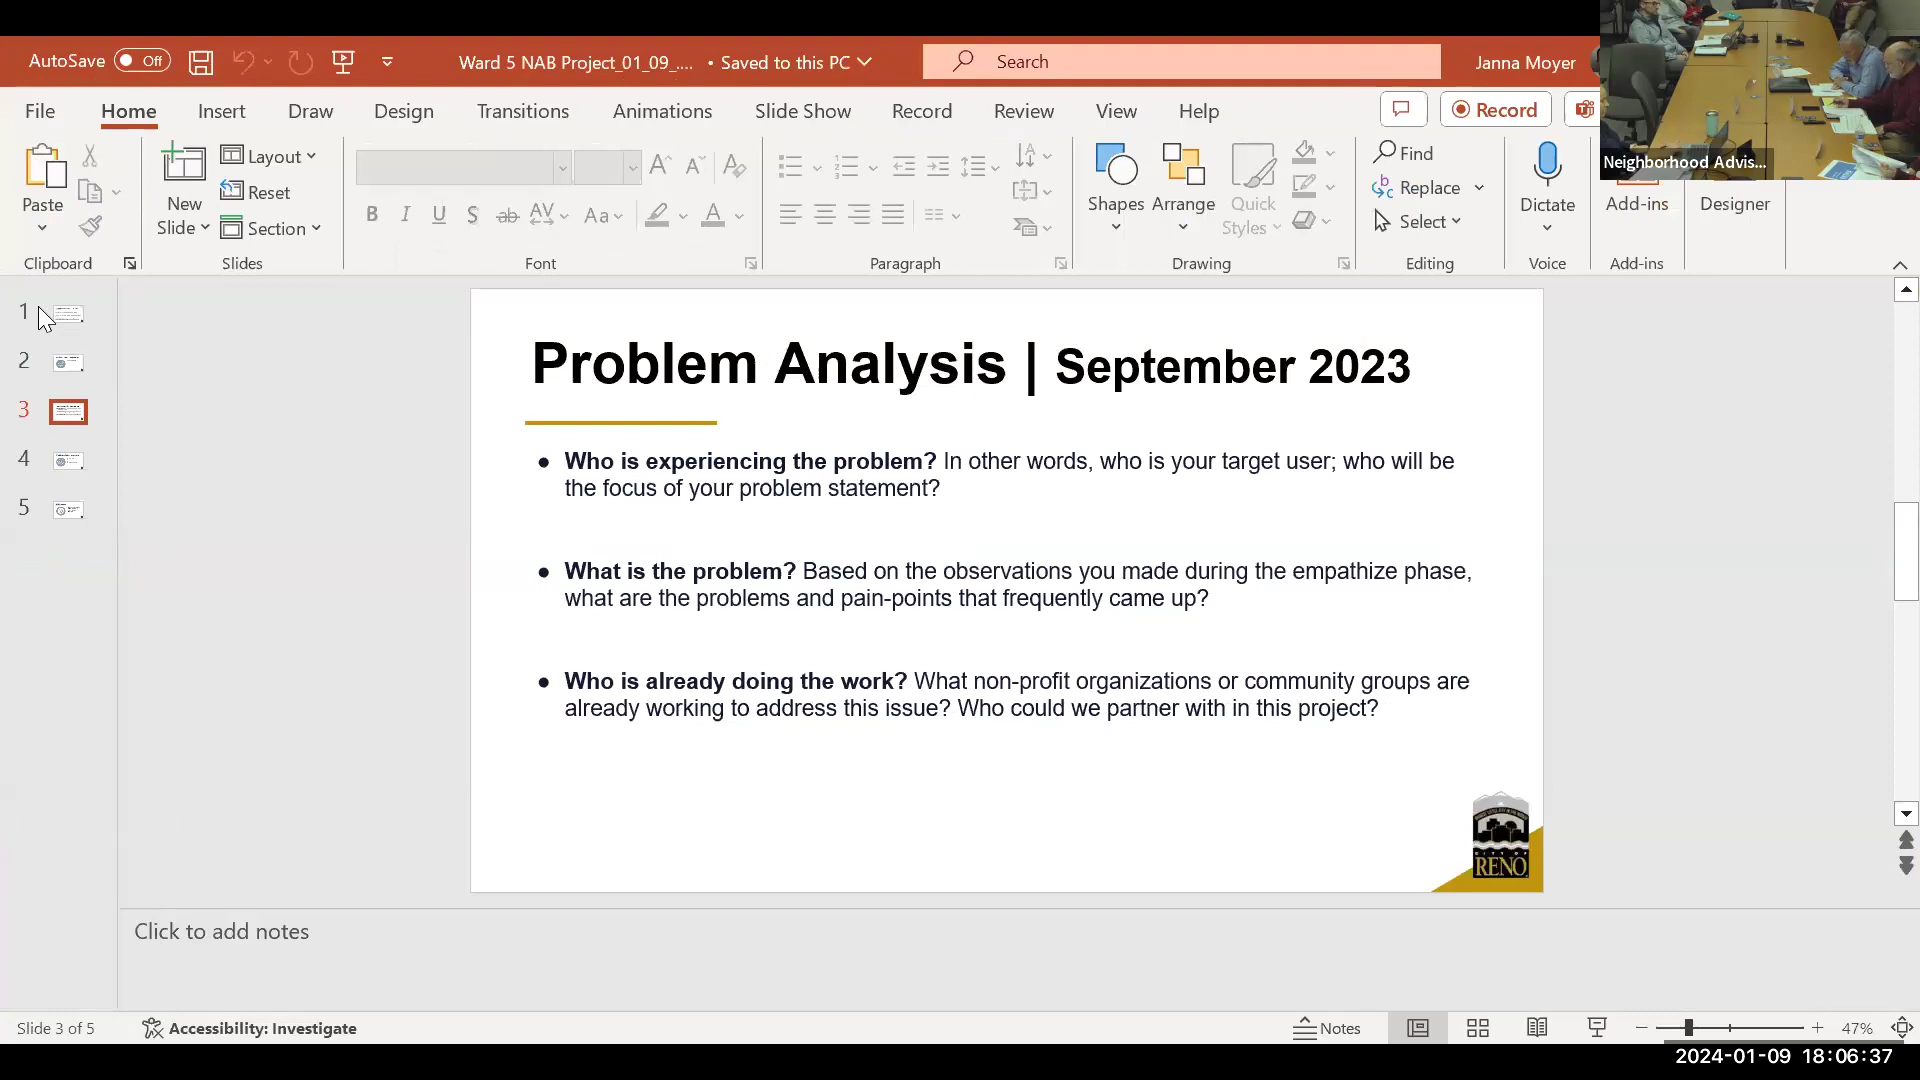 AutoSave Off Ward 5 NAB Project_01_09_.... • Saved to this PC Search Janna Moyer
File Home Insert Draw Design Transitions Animations Slide Show Record Review View Help Record
Neighborhood Advis...
Paste
New
Slide
Layout
Reset
Section
B I U S ab AV Aa A
Shapes Arrange Quick
Styles
Find
Replace
Select
Dictate Add-ins Designer
Clipboard Slides Font Paragraph Drawing Editing Voice Add-ins
1
2
3
4
5
Problem Analysis | September 2023
● Who is experiencing the problem? In other words, who is your target user; who will be
the focus of your problem statement?
● What is the problem? Based on the observations you made during the empathize phase,
what are the problems and pain-points that frequently came up?
● Who is already doing the work? What non-profit organizations or community groups are
already working to address this issue? Who could we partner with in this project?
CITY OF
RENO
Click to add notes
Slide 3 of 5 Accessibility: Investigate Notes 47%
2024-01-09 18:06:37